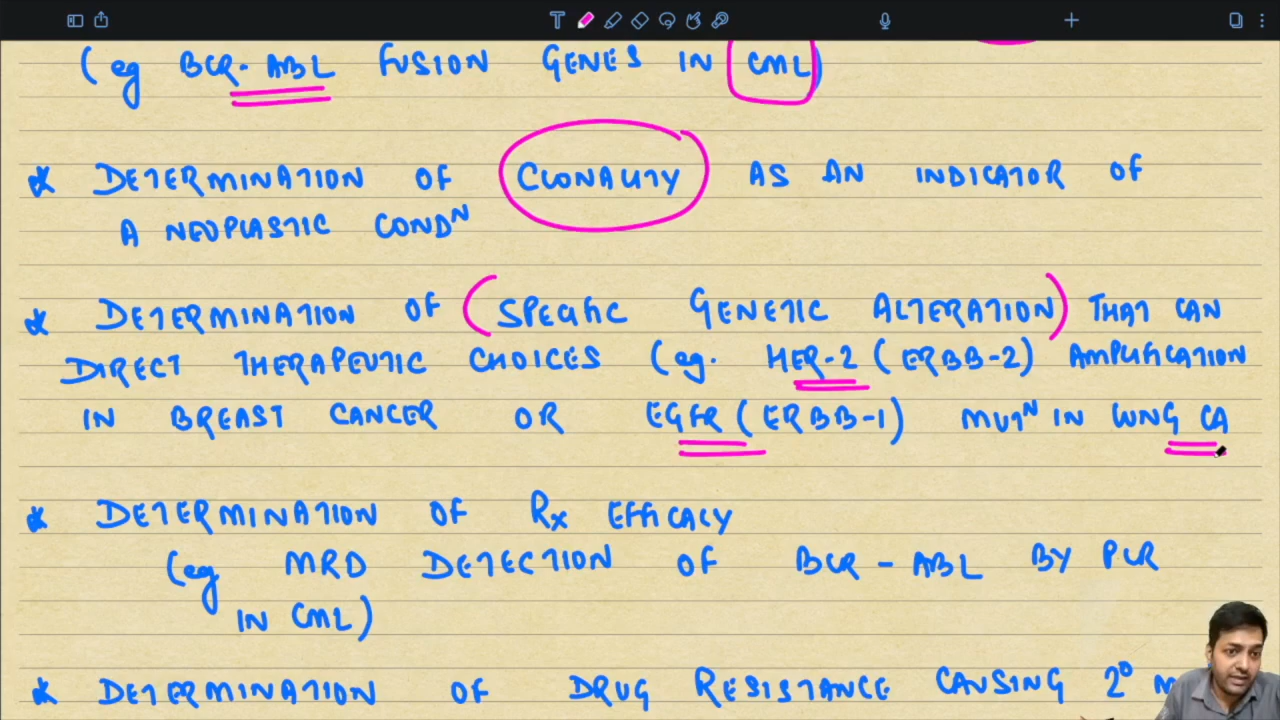 (eg BCR-ABL FUSION GENES IN CML)
* DETERMINATION OF CLONALITY AS AN INDICATOR OF
A NEOPLASTIC CONDN
* DETERMINATION OF (SPECIFIC GENETIC ALTERATION) THAT CAN
DIRECT THERAPEUTIC CHOICES (eg. HER-2 (ERBB-2) AMPLIFICATION
IN BREAST CANCER OR EGFR (ERBB-1) MUTN IN LUNG CA
* DETERMINATION OF Rx EFFICACY
(eg MRD DETECTION OF BCR-ABL BY PCR
IN CML)
* DETERMINATION OF DRUG RESISTANCE CAUSING 2°